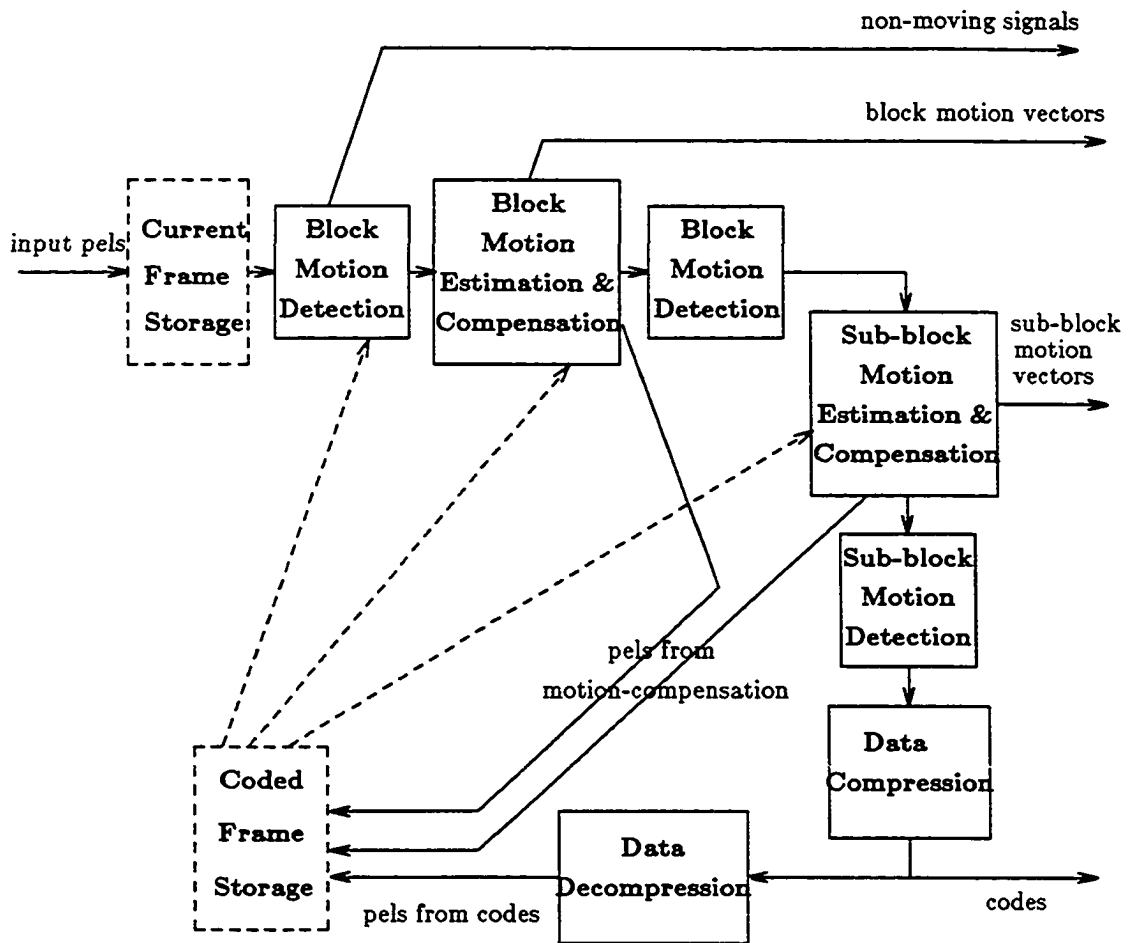 non-moving signals
block motion vectors
input pels
Current
Frame
Storage
Block
Motion
Detection
Block
Motion
Estimation &
Compensation
Block
Motion
Detection
Sub-block
Motion
Estimation &
Compensation
sub-block
motion
vectors
Sub-block
Motion
Detection
pels from
motion-compensation
Data
Compression
Coded
Frame
Storage
Data
Decompression
pels from codes
codes